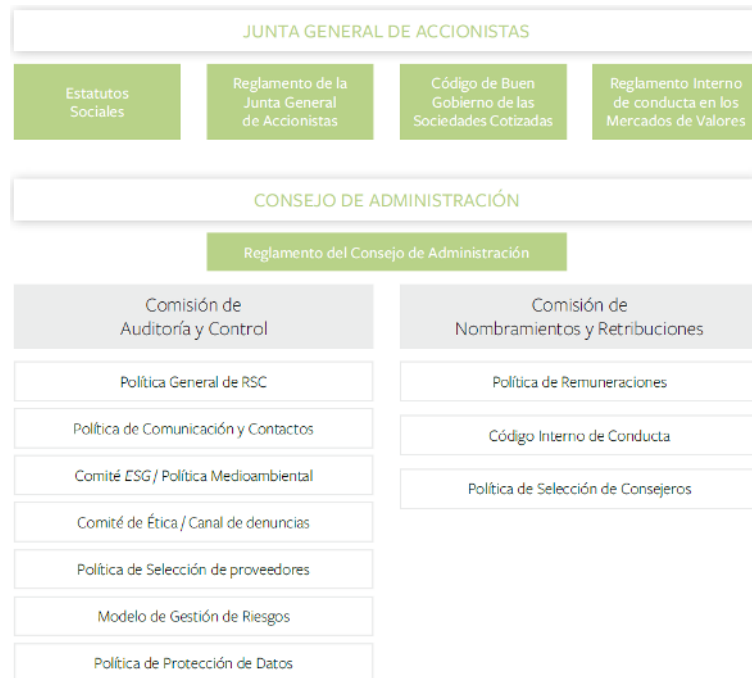 JUNTA GENERAL DE ACCIONISTAS
Estatutos
Sociales
Reglamento de la
Junta General
de Accionistas
Código de Buen
Gobierno de las
Sociedades Cotizadas
Reglamento Interno
de conducta en los
Mercados de Valores
CONSEJO DE ADMINISTRACIÓN
Reglamento del Consejo de Administración
Comisión de
Auditoría y Control
Política General de RSC
Política de Comunicación y Contactos
Comité ESG / Política Medioambiental
Comité de Ética / Canal de denuncias
Política de Selección de proveedores
Modelo de Gestión de Riesgos
Política de Protección de Datos
Comisión de
Nombramientos y Retribuciones
Política de Remuneraciones
Código Interno de Conducta
Política de Selección de Consejeros